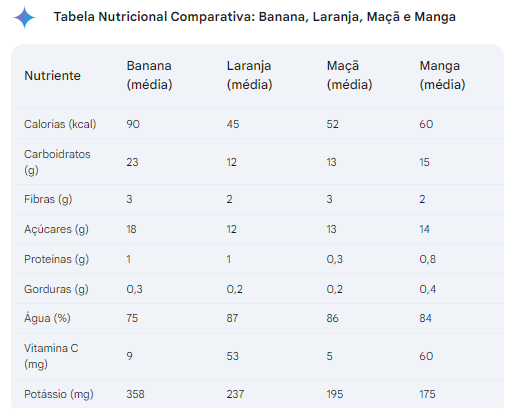 Tabela Nutricional Comparativa: Banana, Laranja, Maçã e Manga
Nutriente Banana (média) Laranja (média) Maçã (média) Manga (média)
Calorias (kcal) 90 45 52 60
Carboidratos (g) 23 12 13 15
Fibras (g) 3 2 3 2
Açúcares (g) 18 12 13 14
Proteínas (g) 1 1 0,3 0,8
Gorduras (g) 0,3 0,2 0,2 0,4
Água (%) 75 87 86 84
Vitamina C (mg) 9 53 5 60
Potássio (mg) 358 237 195 175